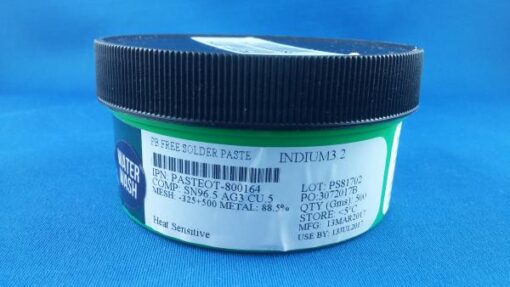 PB FREE SOLDER PASTE
INDIUM3.2
WATER
WASH
IPN PASTEOT-800164
COMP: SN96.5 AG3 CU.5
MESH: -325+500 METAL: 88.5%
Heat Sensitive
LOT: PS81702
PO:3072017B
QTY (Gms): 500
STORE: <5°C
MFG: 13MAR2017
USE BY: 13JUL2017